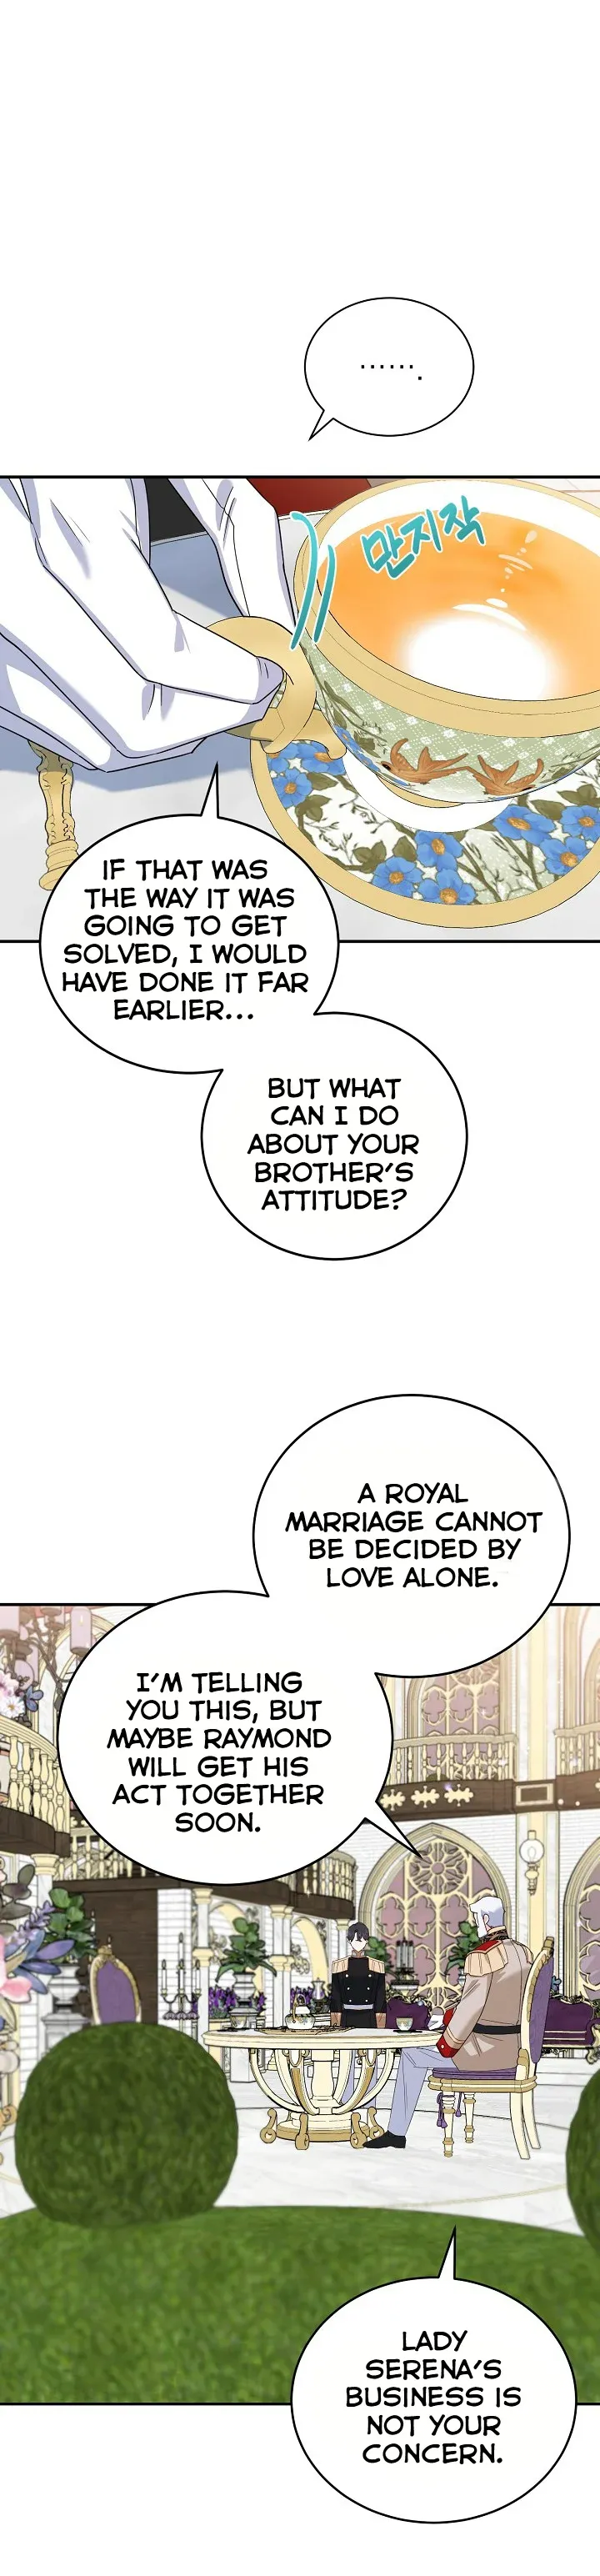 .......
만지작
IF THAT WAS
THE WAY IT WAS
GOING TO GET
SOLVED, I WOULD
HAVE DONE IT FAR
EARLIER...
BUT WHAT
CAN I DO
ABOUT YOUR
BROTHER'S
ATTITUDE?
A ROYAL
MARRIAGE CANNOT
BE DECIDED BY
LOVE ALONE.
I'M TELLING
YOU THIS, BUT
MAYBE RAYMOND
WILL GET HIS
ACT TOGETHER
SOON.
LADY
SERENA'S
BUSINESS IS
NOT YOUR
CONCERN.